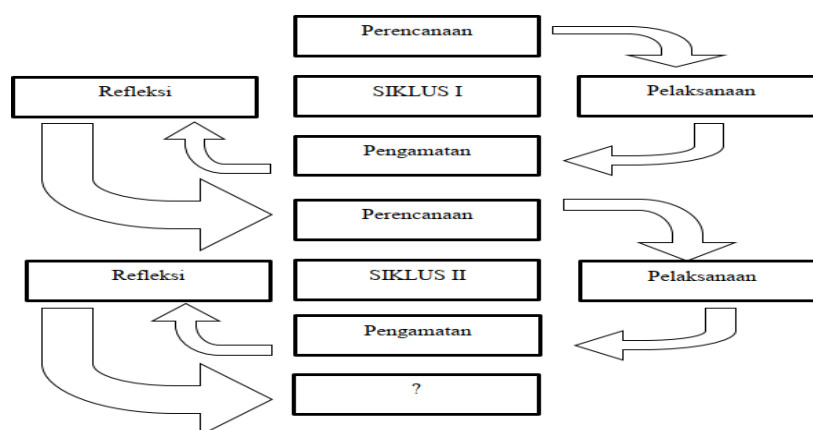 Perencanaan
Refleksi
SIKLUS I
Pelaksanaan
Pengamatan
Perencanaan
Refleksi
SIKLUS II
Pelaksanaan
Pengamatan
?